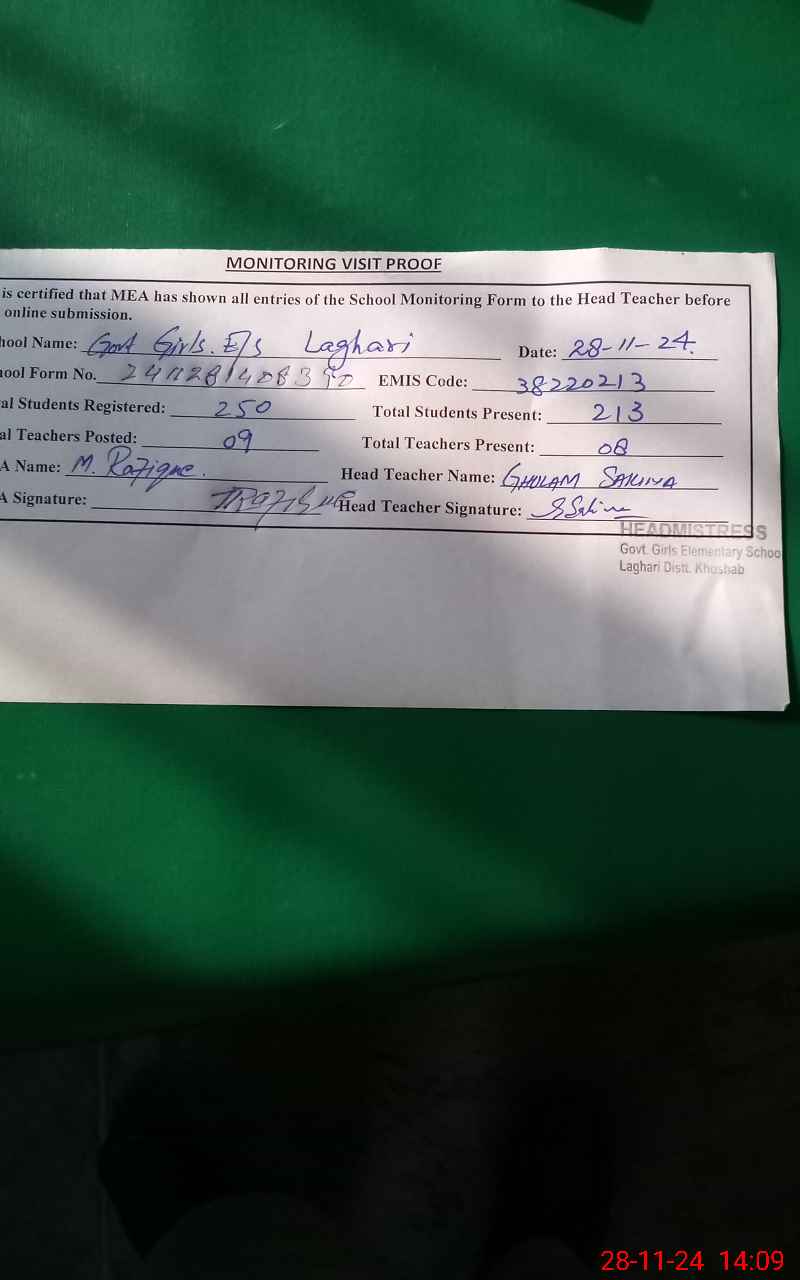 MONITORING VISIT PROOF
is certified that MEA has shown all entries of the School Monitoring Form to the Head Teacher before
online submission.
hool Name: Govt Girls. E/s Laghari Date: 28-11-24.
ool Form No. EMIS Code: 38220213
al Students Registered: 250 Total Students Present: 213
al Teachers Posted: 09 Total Teachers Present: 08
A Name: M. Rafique. Head Teacher Name: GHULAM SAKINA
A Signature: Head Teacher Signature:
HEADMISTRESS
Govt. Girls Elementary Schoo
Laghari Distt. Khushab
28-11-24 14:09